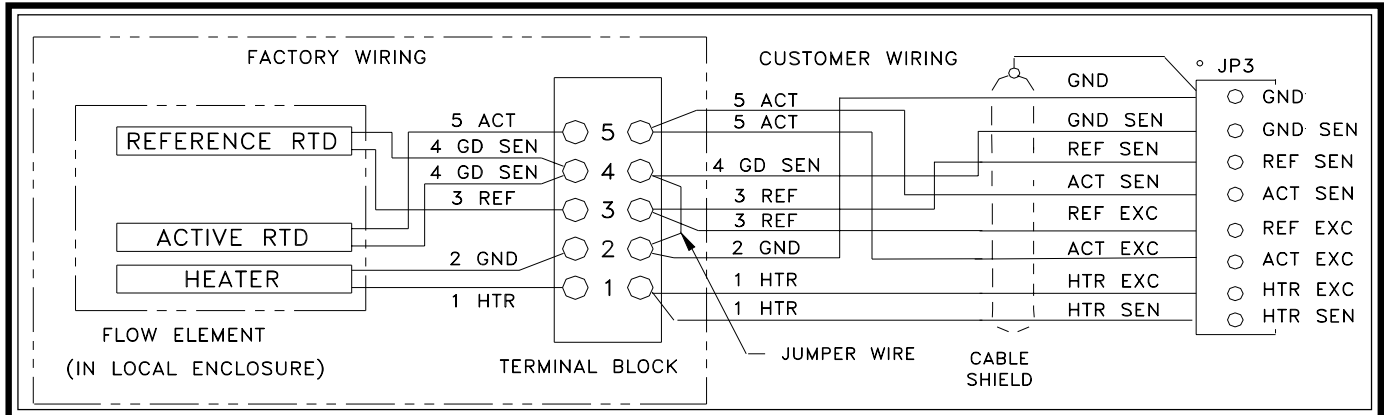 FACTORY WIRING
CUSTOMER WIRING
JP3
REFERENCE RTD
ACTIVE RTD
HEATER
FLOW ELEMENT
(IN LOCAL ENCLOSURE)
5 ACT
4 GD SEN
4 GD SEN
3 REF
2 GND
1 HTR
5
4
3
2
1
TERMINAL BLOCK
5 ACT
5 ACT
4 GD SEN
3 REF
3 REF
2 GND
1 HTR
1 HTR
JUMPER WIRE
CABLE
SHIELD
GND
GND SEN
REF SEN
ACT SEN
REF EXC
ACT EXC
HTR EXC
HTR SEN
GND
GND SEN
REF SEN
ACT SEN
REF EXC
ACT EXC
HTR EXC
HTR SEN